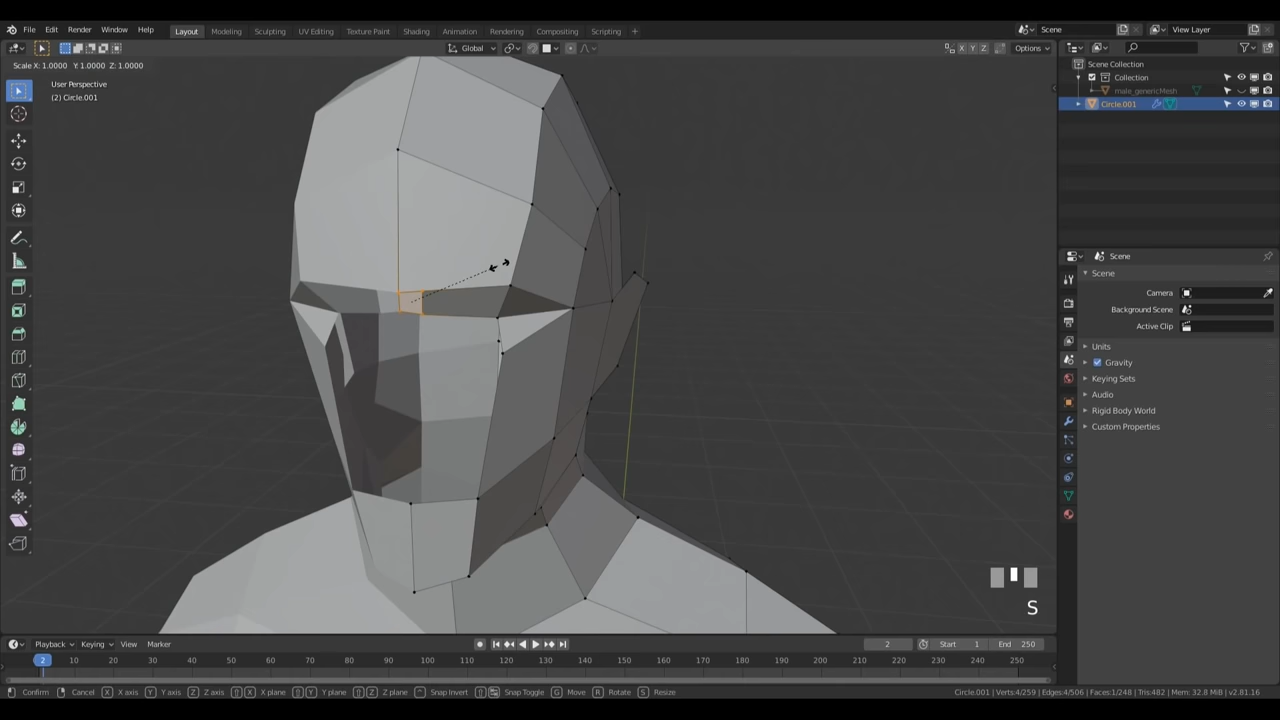 File Edit Render Window Help
Layout Modeling Sculpting UV Editing Texture Paint Shading Animation Rendering Compositing Scripting +
Scene View Layer
Global X Y Z Options
Scale X: 1.0000 Y: 1.0000 Z: 1.0000
User Perspective
(2) Circle.001
Scene Collection
Collection
male_genericMesh
Circle.001
Scene
Scene
Camera
Background Scene
Active Clip
Units
Gravity
Keying Sets
Audio
Rigid Body World
Custom Properties
S
Playback Keying View Marker 2 Start 1 End 250
2 10 20 30 40 50 60 70 80 90 100 110 120 130 140 150 160 170 180 190 200 210 220 230 240 250
Confirm Cancel X X axis Y Y axis Z Z axis X X plane Y Y plane Z Z plane Snap Invert Snap Toggle G Move R Rotate S Resize Circle.001 | Verts:4/259 | Edges:4/506 | Faces:1/248 | Tris:482 | Mem: 32.8 MiB | v2.81.16